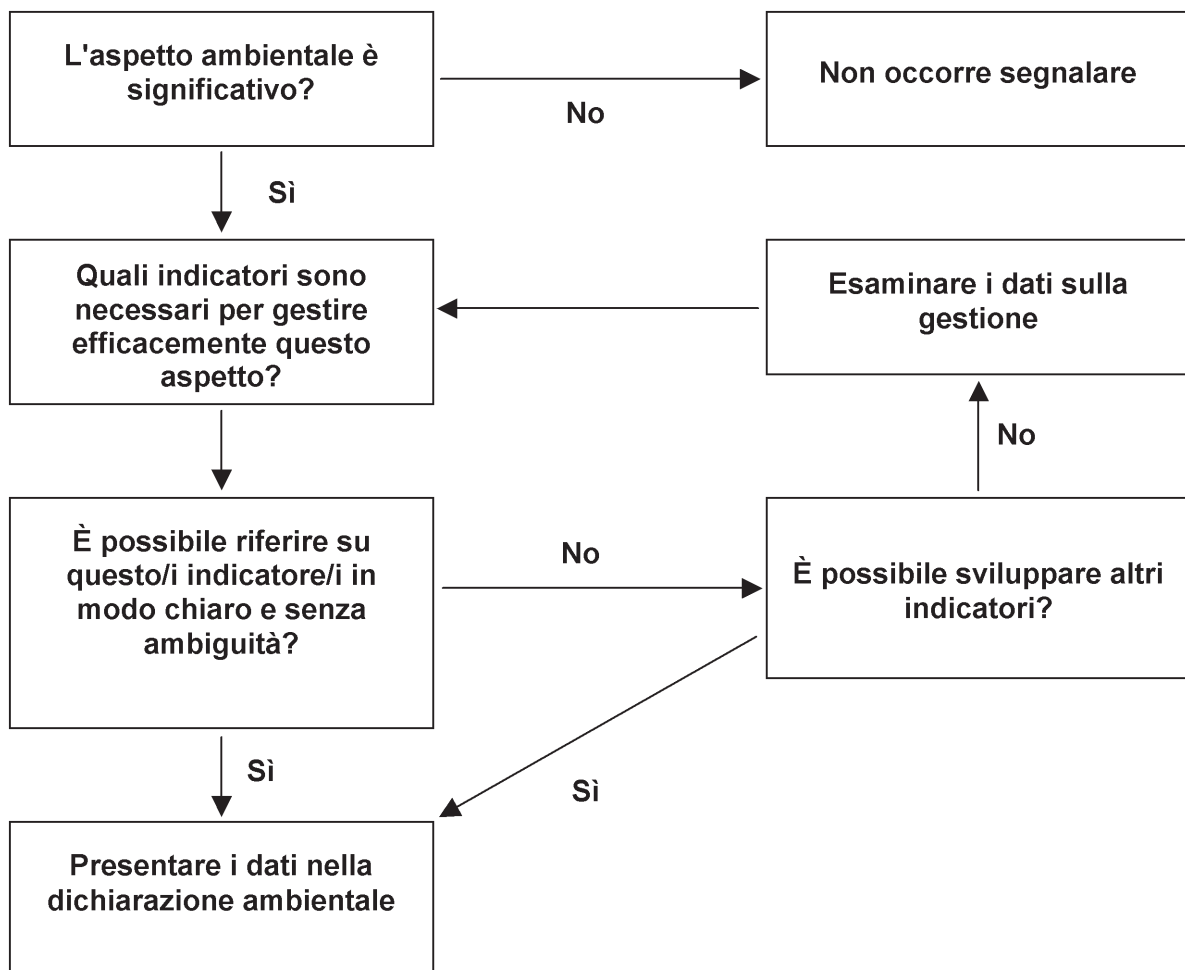 L'aspetto ambientale è
significativo?
No
Non occorre segnalare
Sì
Quali indicatori sono
necessari per gestire
efficacemente questo
aspetto?
Esaminare i dati sulla
gestione
No
È possibile riferire su
questo/i indicatore/i in
modo chiaro e senza
ambiguità?
No
È possibile sviluppare altri
indicatori?
Sì
Sì
Presentare i dati nella
dichiarazione ambientale